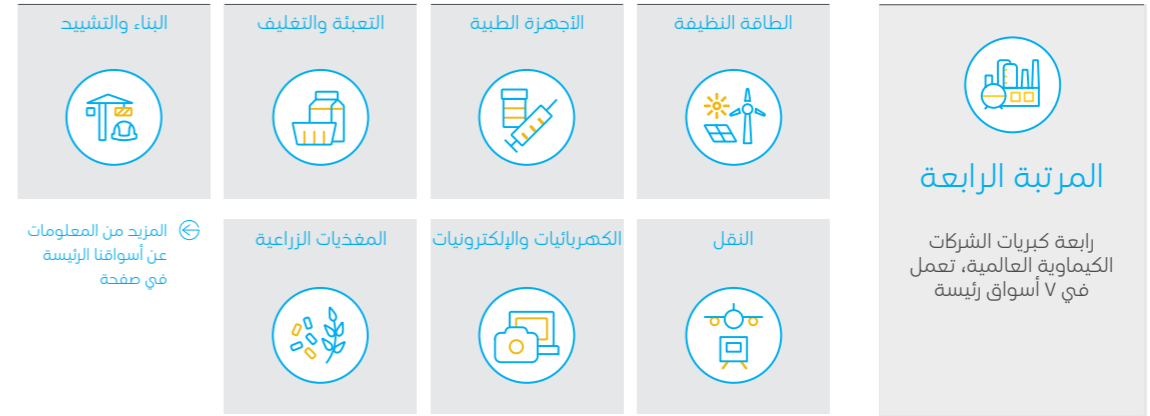 المرتبة الرابعة
رابعة كبريات الشركات
الكيماوية العالمية، تعمل
في ٧ أسواق رئيسة
الطاقة النظيفة
الأجهزة الطبية
التعبئة والتغليف
البناء والتشييد
النقل
الكهربائيات والإلكترونيات
المغذيات الزراعية
المزيد من المعلومات
عن أسواقنا الرئيسة
في صفحة